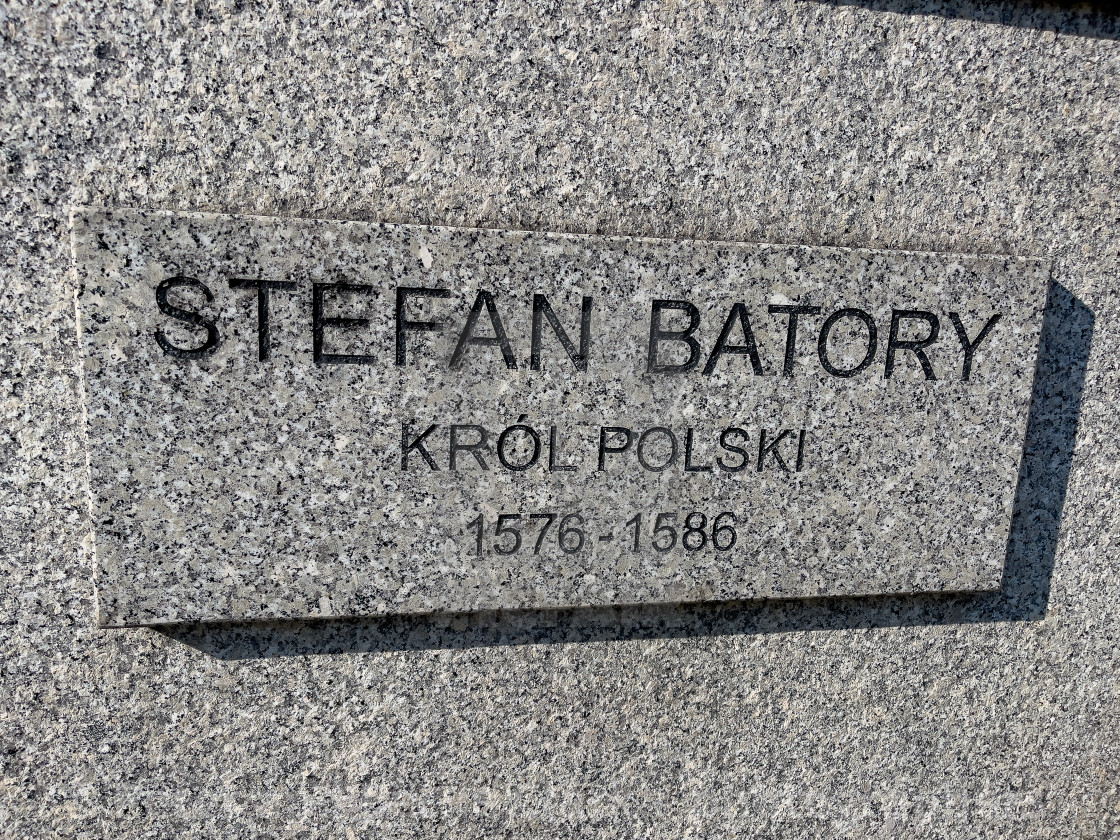 STEFAN BATORY
KRÓL POLSKI
1576-1586